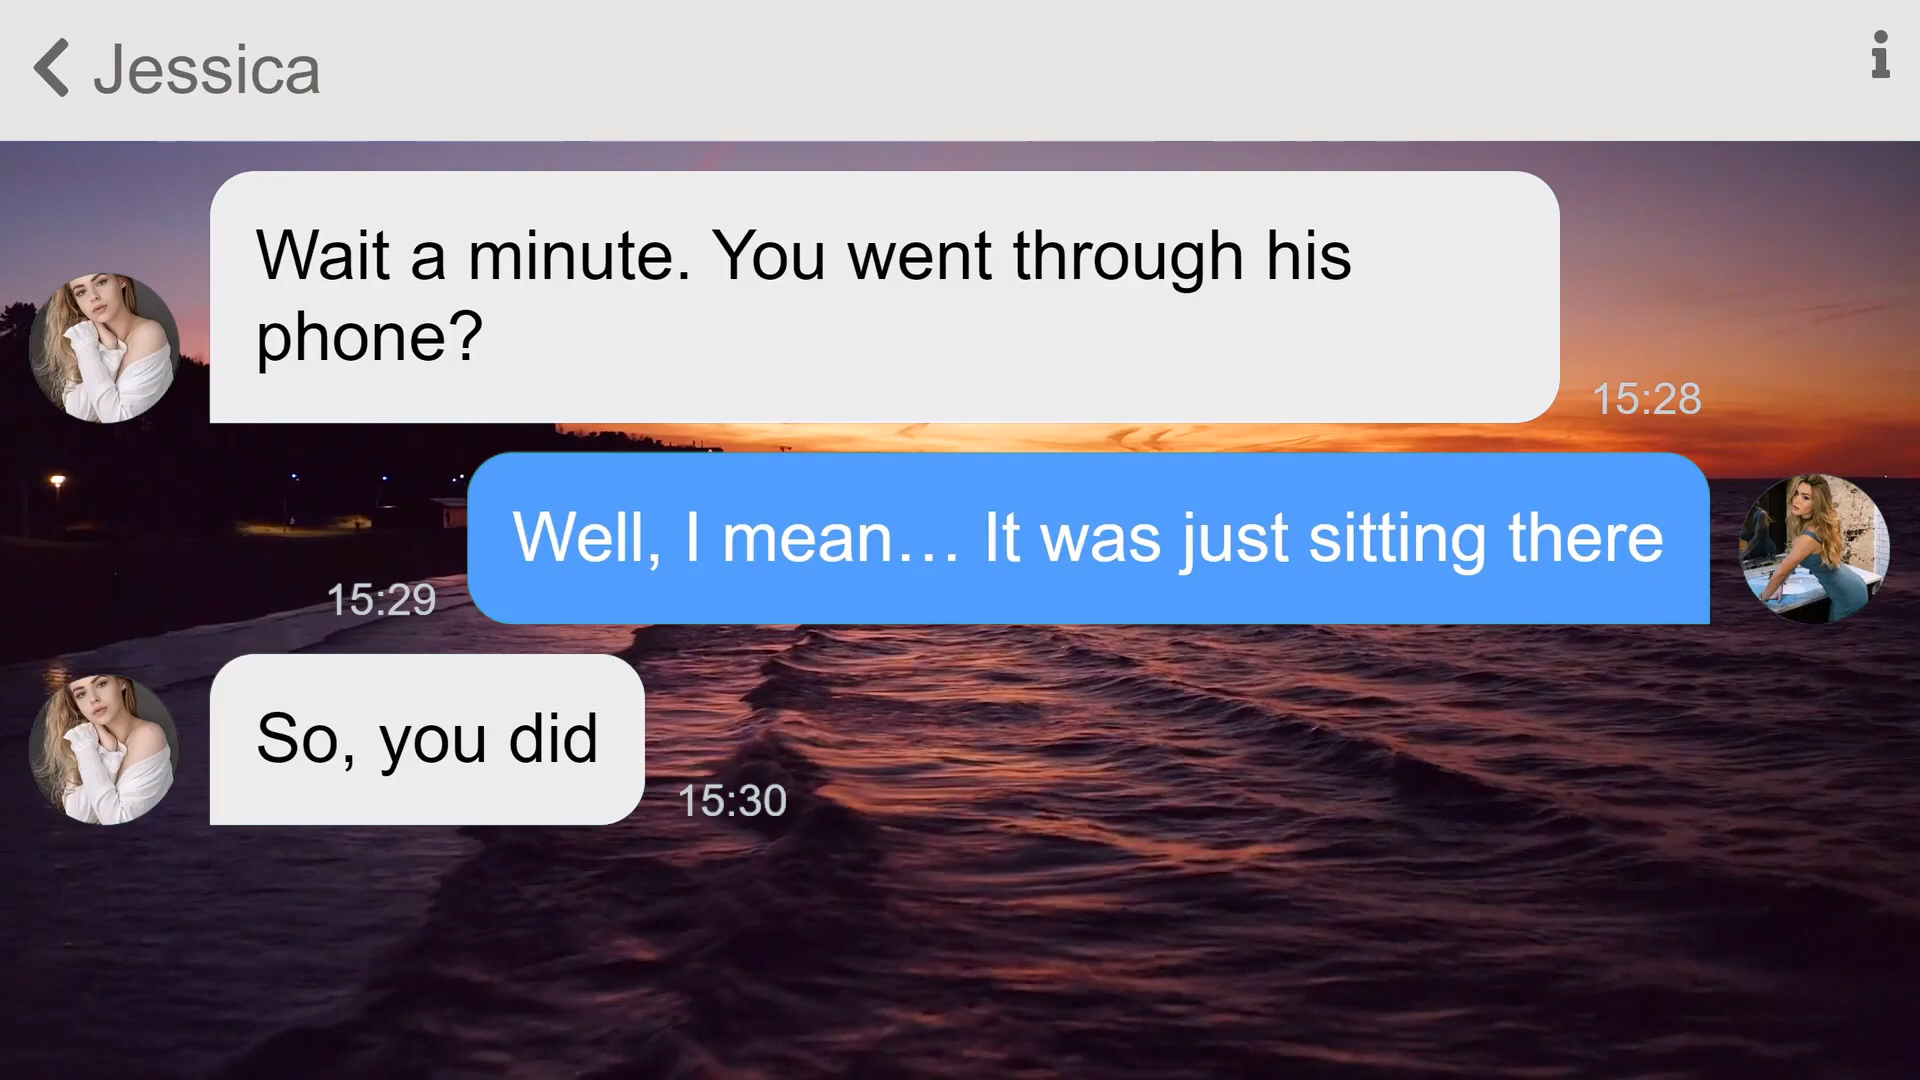 Jessica
Wait a minute. You went through his
phone?
15:28
Well, I mean… It was just sitting there
15:29
So, you did
15:30